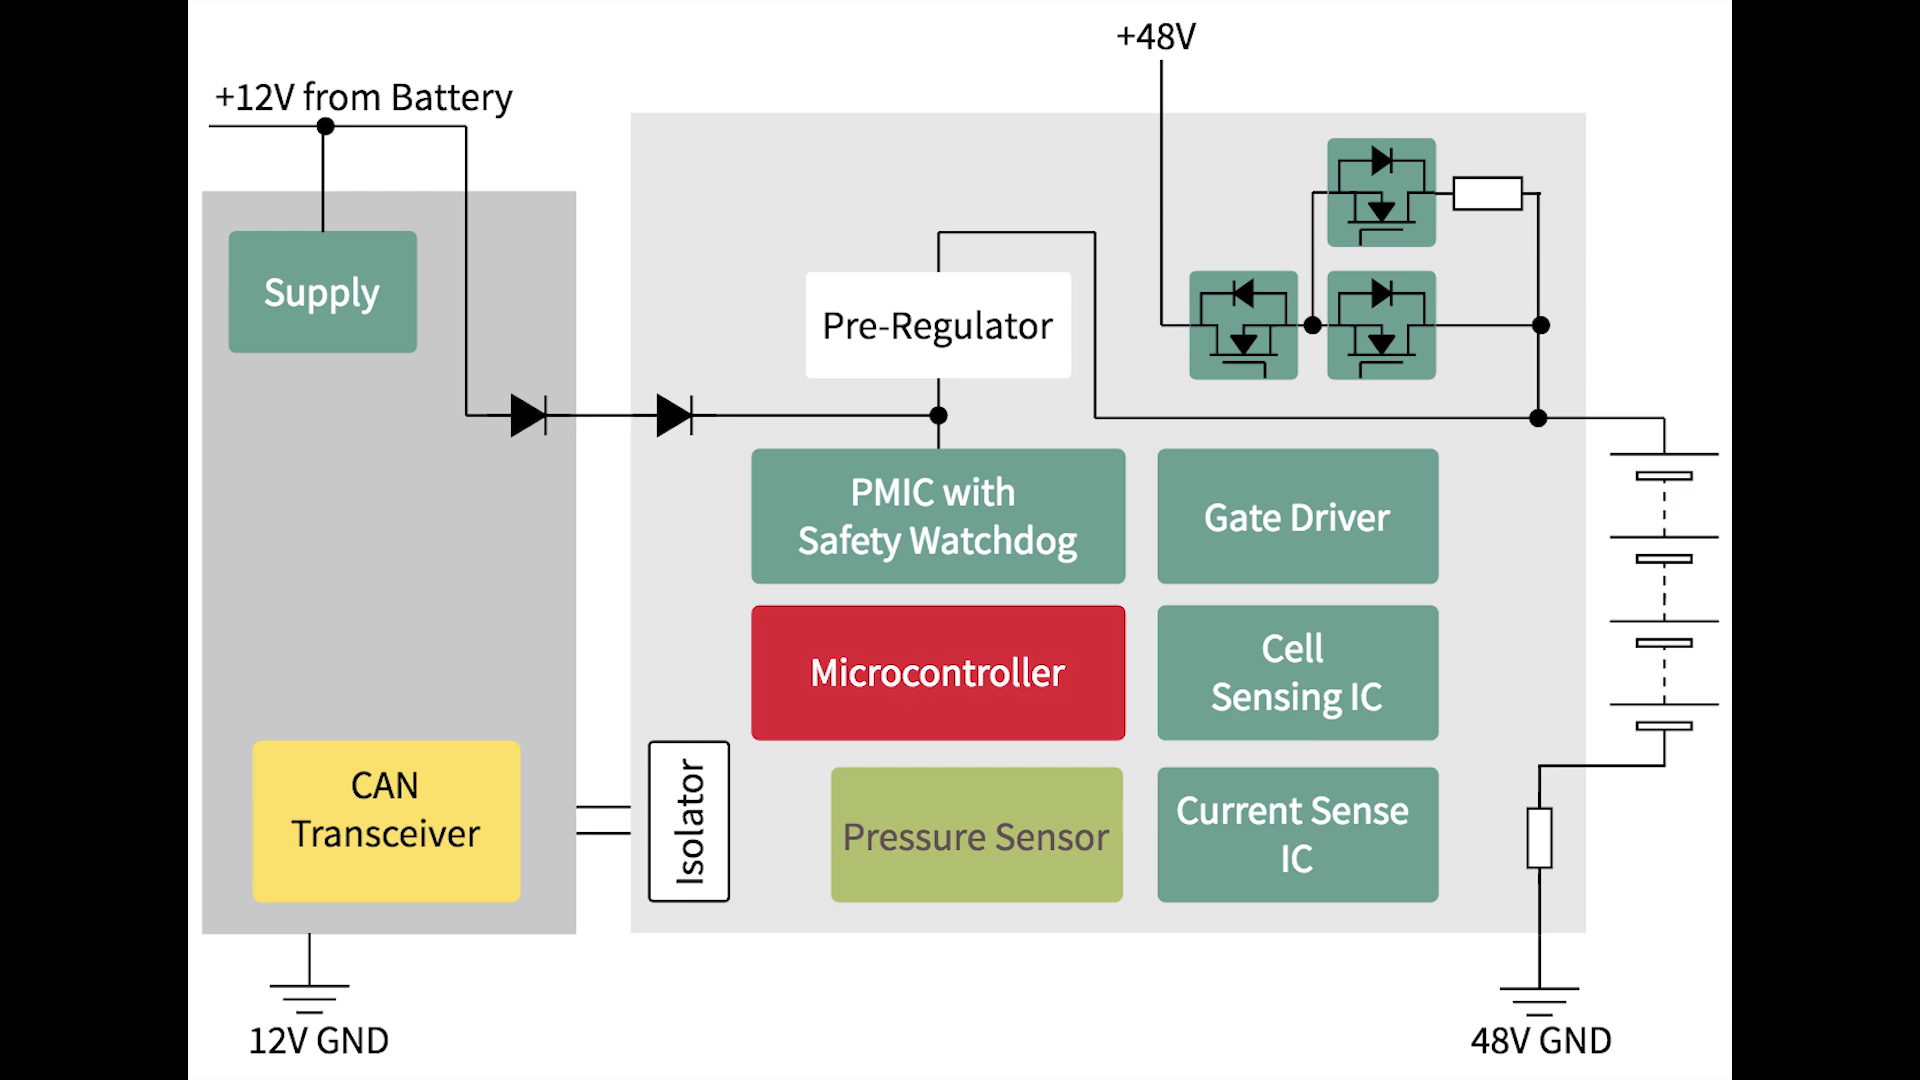 +48V
+12V from Battery
Supply
Pre-Regulator
PMIC with
Safety Watchdog
Gate Driver
Microcontroller
Cell
Sensing IC
CAN
Transceiver
Isolator
Pressure Sensor
Current Sense
IC
12V GND
48V GND